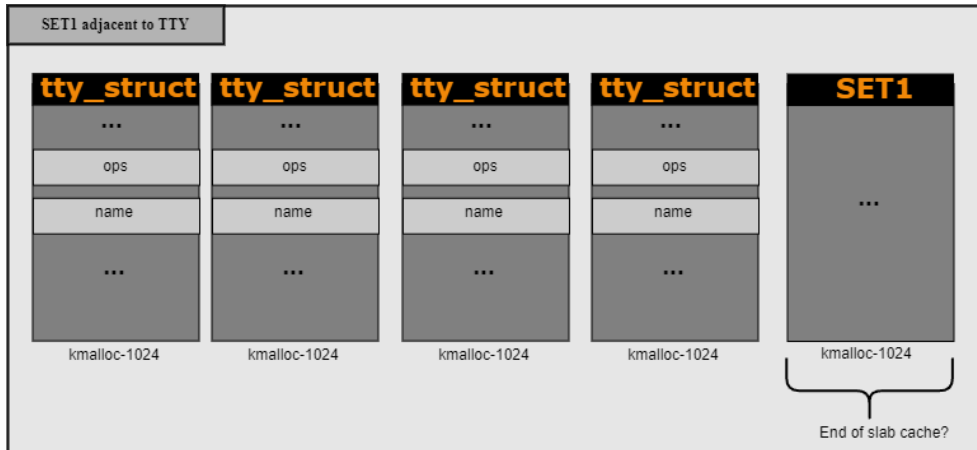 SET1 adjacent to TTY
tty_struct
...
ops
name
...
kmalloc-1024
tty_struct
...
ops
name
...
kmalloc-1024
tty_struct
...
ops
name
...
kmalloc-1024
tty_struct
...
ops
name
...
kmalloc-1024
SET1
...
kmalloc-1024
End of slab cache?